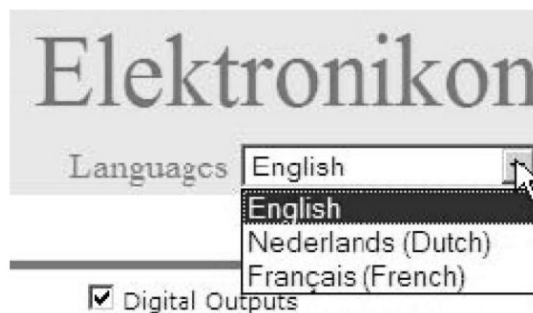 Elektronikon
Languages English
English
Nederlands (Dutch)
Français (French)
Digital Outputs